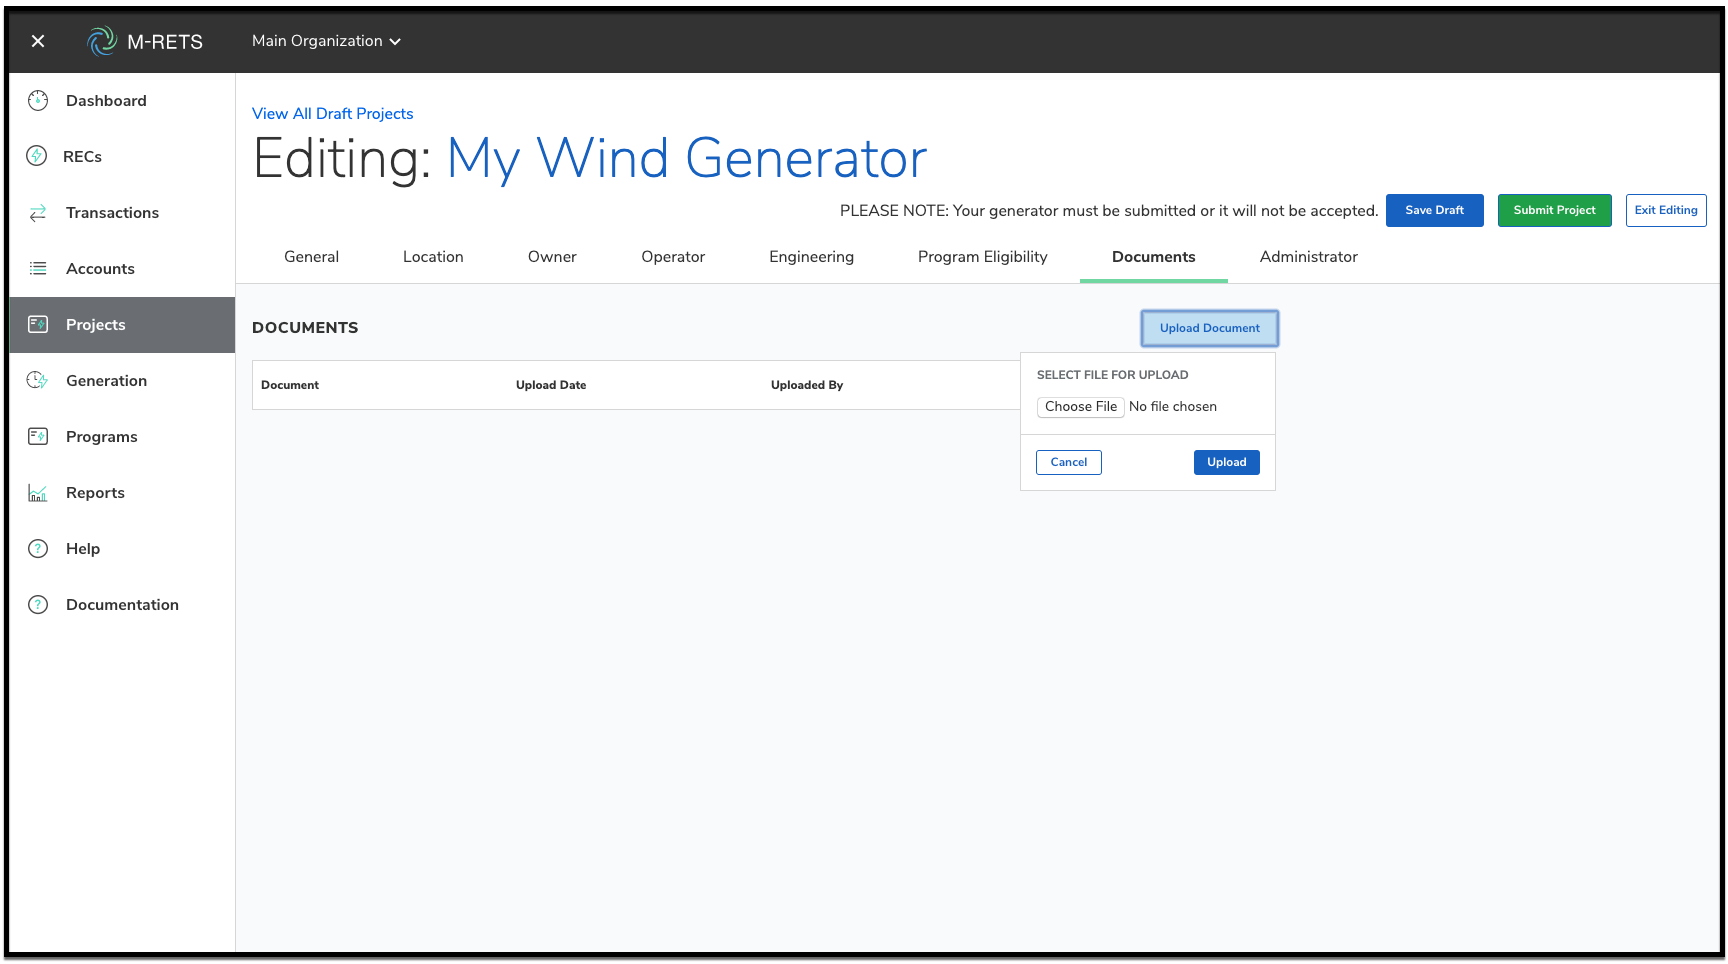 M-RETS
Main Organization
Dashboard
RECs
Transactions
Accounts
Projects
Generation
Programs
Reports
Help
Documentation
View All Draft Projects
Editing: My Wind Generator
PLEASE NOTE: Your generator must be submitted or it will not be accepted.
Save Draft
Submit Project
Exit Editing
General
Location
Owner
Operator
Engineering
Program Eligibility
Documents
Administrator
DOCUMENTS
Upload Document
Document
Upload Date
Uploaded By
SELECT FILE FOR UPLOAD
Choose File No file chosen
Cancel
Upload